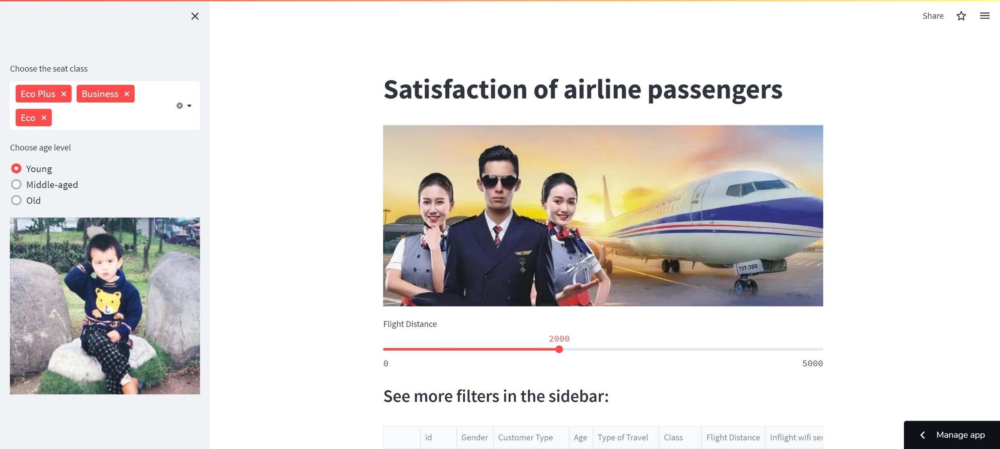 Share
Choose the seat class
Eco Plus
Business
Eco
Choose age level
Young
Middle-aged
Old
Satisfaction of airline passengers
737-300
Flight Distance
2000
0
5000
See more filters in the sidebar:
id Gender Customer Type Age Type of Travel Class Flight Distance Inflight wifi ser
Manage app